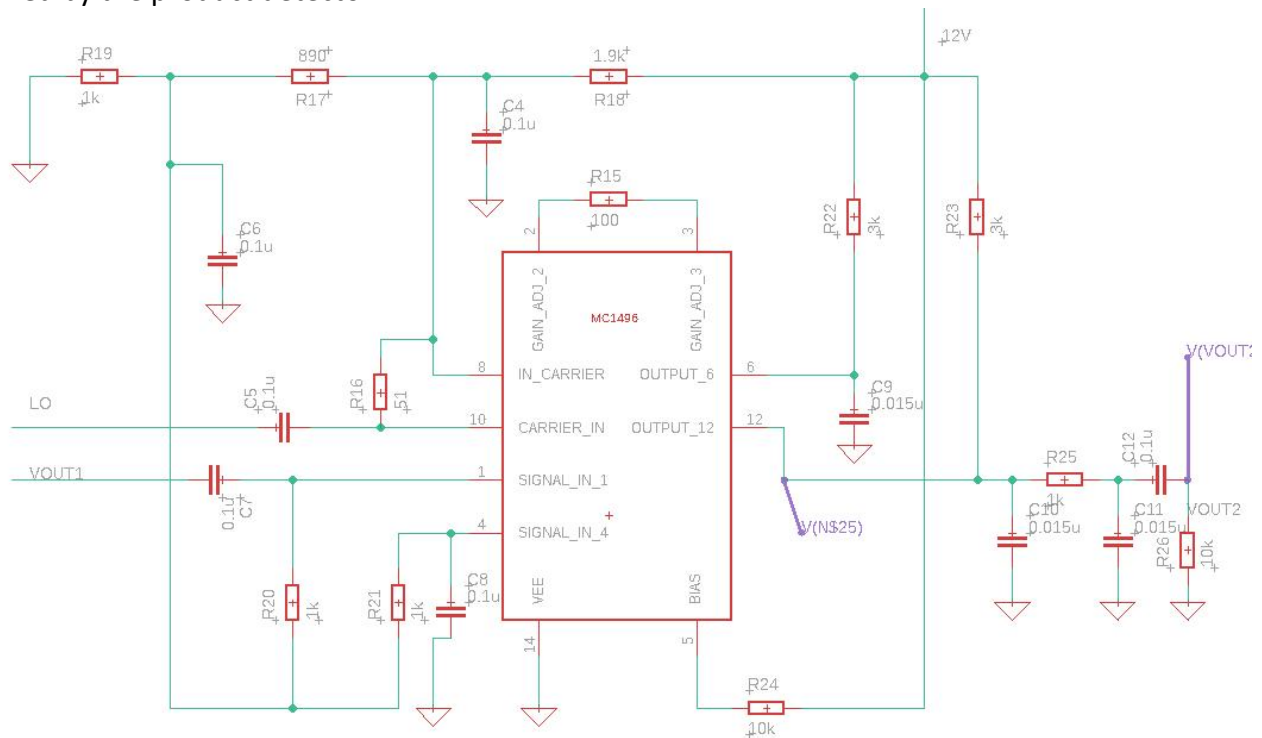 12V
R19
1k
890
R17
1.9k
R18
C4
0.1u
R15
100
C6
0.1u
R22
3k
R23
3k
2
3
GAIN_ADJ_2
GAIN_ADJ_3
MC1496
8
IN_CARRIER
OUTPUT_6
6
LO
C5
0.1u
R16
51
10
CARRIER_IN
OUTPUT_12
12
C9
0.015u
V(VOUT2
VOUT1
0.1u
C7
1
SIGNAL_IN_1
4
SIGNAL_IN_4
V(N$25)
R25
1k
C12
0.1u
C10
0.015u
C11
0.015u
VOUT2
R26
10k
R20
1k
R21
1k
C8
0.1u
VEE
BIAS
14
5
R24
10k